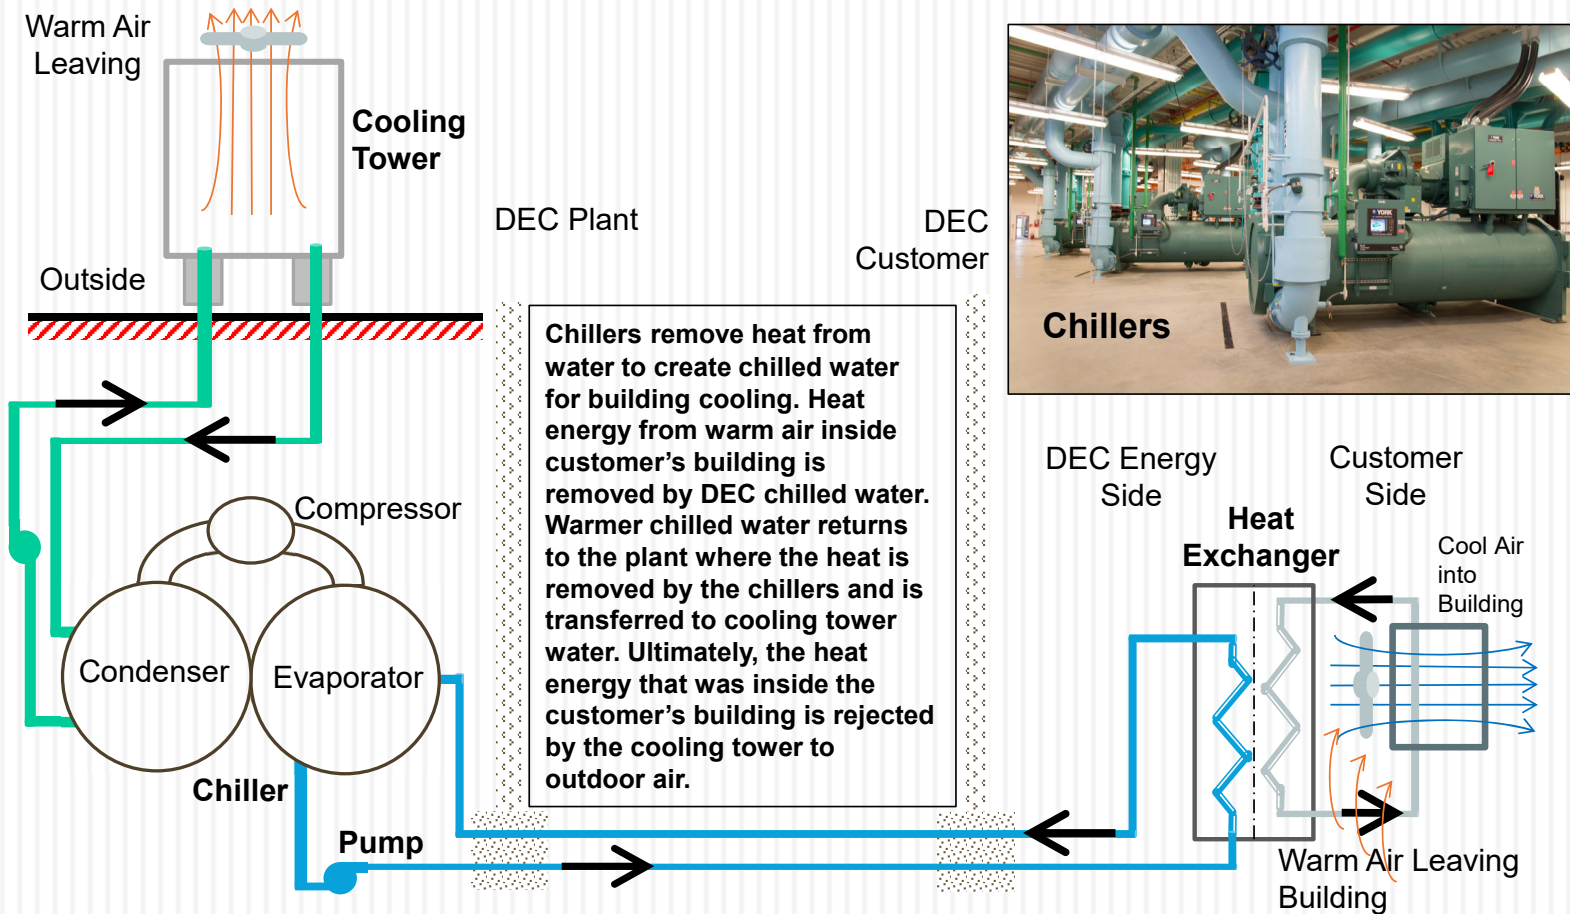 Warm Air
Leaving
Cooling
Tower
Outside
DEC Plant
DEC
Customer
Chillers remove heat from
water to create chilled water
for building cooling. Heat
energy from warm air inside
customer’s building is
removed by DEC chilled water.
Warmer chilled water returns
to the plant where the heat is
removed by the chillers and is
transferred to cooling tower
water. Ultimately, the heat
energy that was inside the
customer’s building is rejected
by the cooling tower to
outdoor air.
YORK
YORK
Chillers
Compressor
Condenser
Evaporator
Chiller
Pump
DEC Energy
Side
Customer
Side
Heat
Exchanger
Cool Air
into
Building
Warm Air Leaving
Building